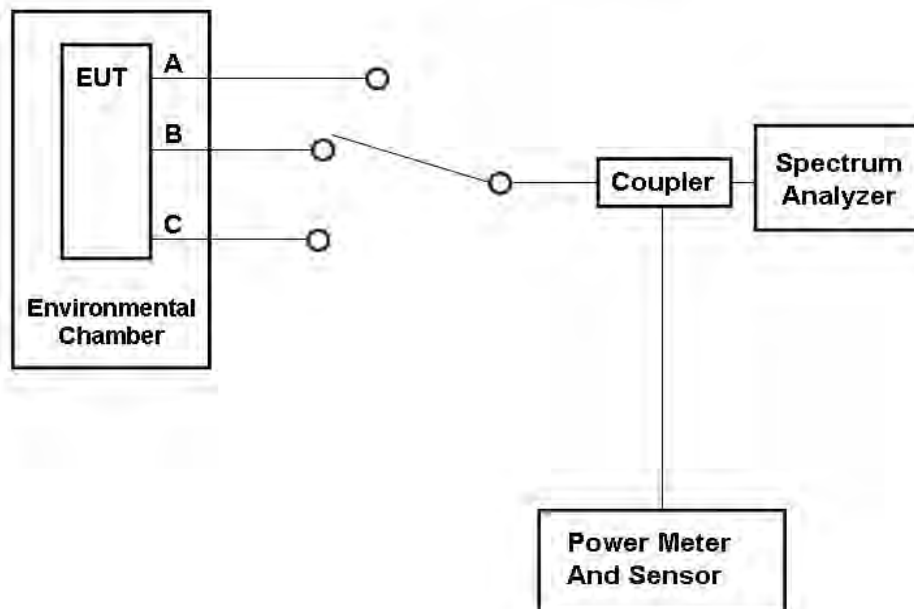 EUT
A
B
C
Environmental
Chamber
Coupler
Spectrum
Analyzer
Power Meter
And Sensor